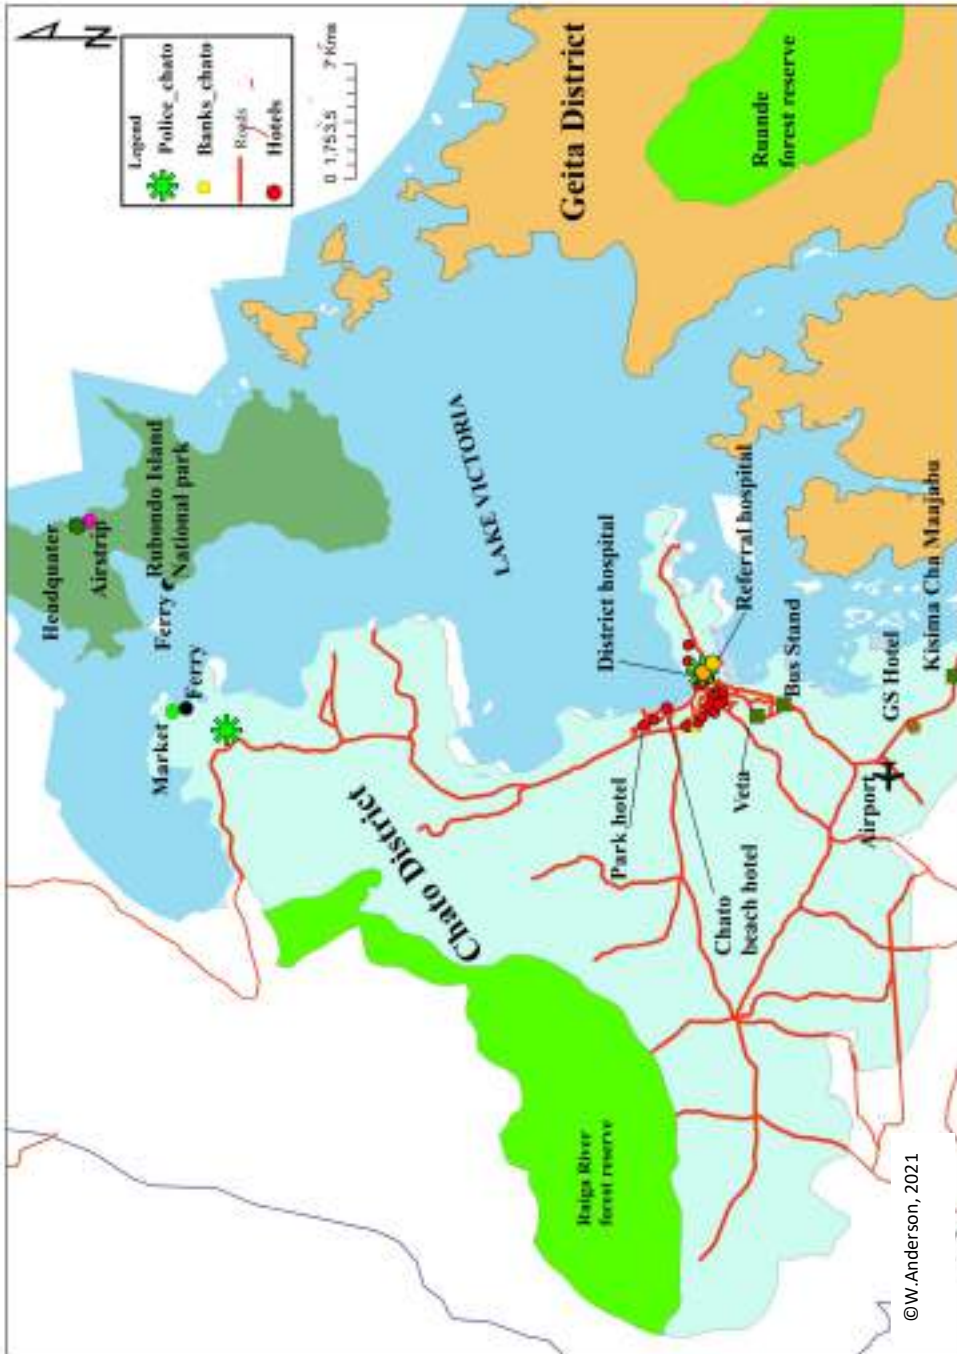 N
Legend
Police_chato
Banks_chato
Roads
Hotels
0 1,753,5 7 Kms
Geita District
Ruande
forest reserve
Headquater
Airstrip
Rubondo Island
National park
Ferry
Ferry
Market
LAKE VICTORIA
Chato District
District hospital
Referral hospital
Park hotel
Chato
beach hotel
Veta
Bus Stand
Airport
GS Hotel
Kisima Cha Maajabu
Raiga River
forest reserve
©W.Anderson, 2021